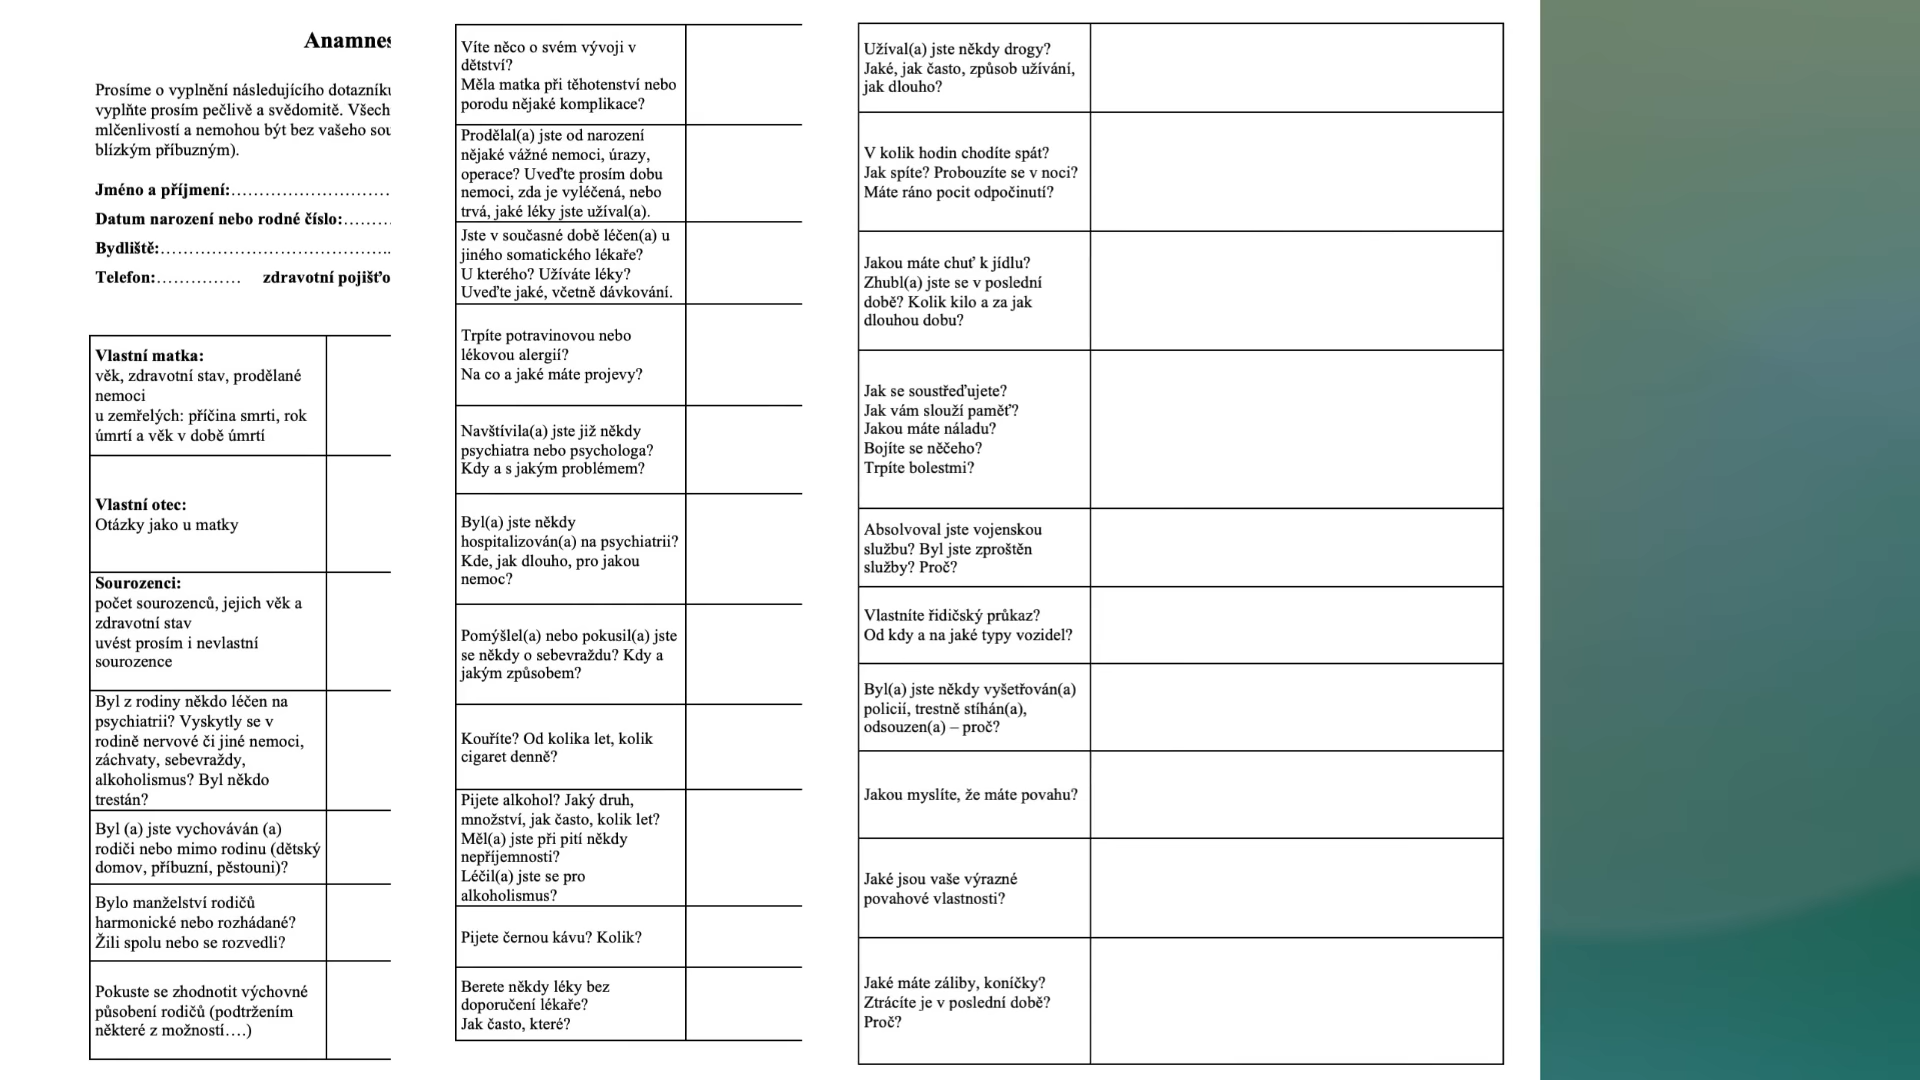 Anamnes
Prosíme o vyplnění následujícího dotazníku
vyplňte prosím pečlivě a svědomitě. Všech
mlčenlivostí a nemohou být bez vašeho sou
blízkým příbuzným).
Jméno a příjmení:............................
Datum narození nebo rodné číslo:........
Bydliště:........................................
Telefon:............... zdravotní pojišťo
Vlastní matka:
věk, zdravotní stav, prodělané
nemoci
u zemřelých: příčina smrti, rok
úmrtí a věk v době úmrtí
Vlastní otec:
Otázky jako u matky
Sourozenci:
počet sourozenců, jejich věk a
zdravotní stav
uvést prosím i nevlastní
sourozence
Byl z rodiny někdo léčen na
psychiatrii? Vyskytly se v
rodině nervové či jiné nemoci,
záchvaty, sebevraždy,
alkoholismus? Byl někdo
trestán?
Byl (a) jste vychováván (a)
rodiči nebo mimo rodinu (dětský
domov, příbuzní, pěstouni)?
Bylo manželství rodičů
harmonické nebo rozhádané?
Žili spolu nebo se rozvedli?
Pokuste se zhodnotit výchovné
působení rodičů (podtržením
některé z možností….)
Víte něco o svém vývoji v
dětství?
Měla matka při těhotenství nebo
porodu nějaké komplikace?
Prodělal(a) jste od narození
nějaké vážné nemoci, úrazy,
operace? Uveďte prosím dobu
nemoci, zda je vyléčená, nebo
trvá, jaké léky jste užíval(a).
Jste v současné době léčen(a) u
jiného somatického lékaře?
U kterého? Užíváte léky?
Uveďte jaké, včetně dávkování.
Trpíte potravinovou nebo
lékovou alergií?
Na co a jaké máte projevy?
Navštívila(a) jste již někdy
psychiatra nebo psychologa?
Kdy a s jakým problémem?
Byl(a) jste někdy
hospitalizován(a) na psychiatrii?
Kde, jak dlouho, pro jakou
nemoc?
Pomýšlel(a) nebo pokusil(a) jste
se někdy o sebevraždu? Kdy a
jakým způsobem?
Kouříte? Od kolika let, kolik
cigaret denně?
Pijete alkohol? Jaký druh,
množství, jak často, kolik let?
Měl(a) jste při pití někdy
nepříjemnosti?
Léčil(a) jste se pro
alkoholismus?
Pijete černou kávu? Kolik?
Berete někdy léky bez
doporučení lékaře?
Jak často, které?
Užíval(a) jste někdy drogy?
Jaké, jak často, způsob užívání,
jak dlouho?
V kolik hodin chodíte spát?
Jak spíte? Probouzíte se v noci?
Máte ráno pocit odpočinutí?
Jakou máte chuť k jídlu?
Zhubl(a) jste se v poslední
době? Kolik kilo a za jak
dlouhou dobu?
Jak se soustřeďujete?
Jak vám slouží paměť?
Jakou máte náladu?
Bojíte se něčeho?
Trpíte bolestmi?
Absolvoval jste vojenskou
službu? Byl jste zproštěn
služby? Proč?
Vlastníte řidičský průkaz?
Od kdy a na jaké typy vozidel?
Byl(a) jste někdy vyšetřován(a)
policií, trestně stíhán(a),
odsouzen(a) – proč?
Jakou myslíte, že máte povahu?
Jaké jsou vaše výrazné
povahové vlastnosti?
Jaké máte záliby, koníčky?
Ztrácíte je v poslední době?
Proč?